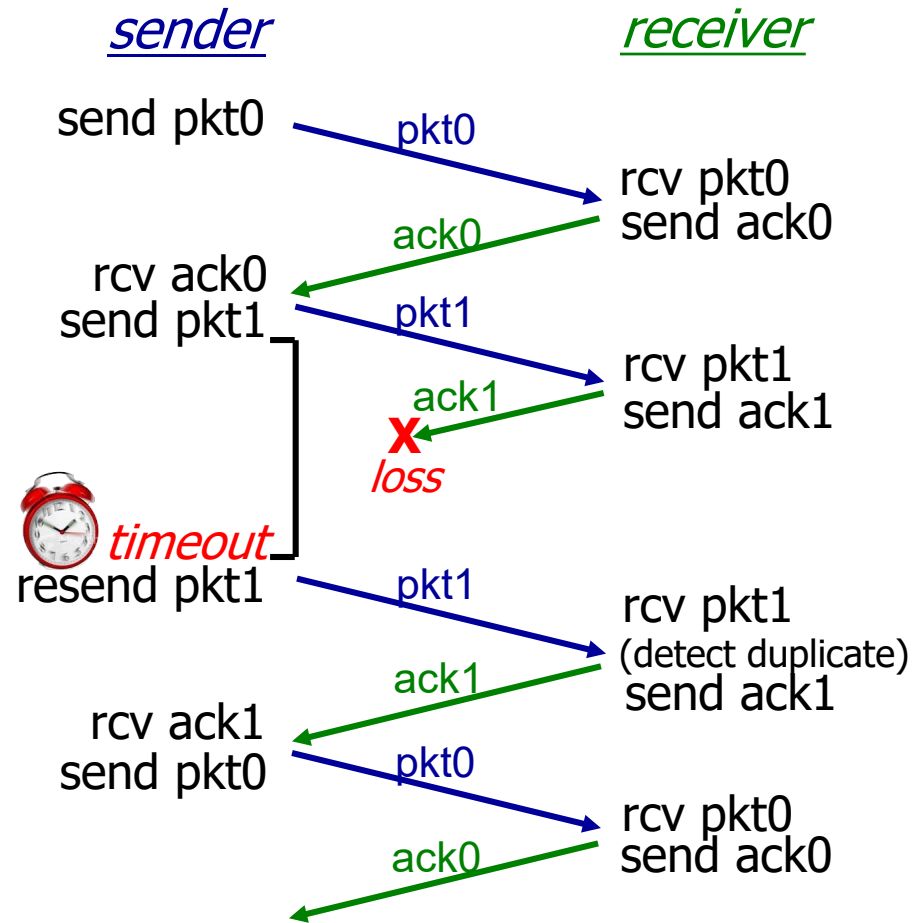 sender
receiver
send pkt0
pkt0
rcv pkt0
send ack0
ack0
rcv ack0
send pkt1
pkt1
rcv pkt1
send ack1
ack1
X
loss
timeout
resend pkt1
pkt1
rcv pkt1
(detect duplicate)
send ack1
ack1
rcv ack1
send pkt0
pkt0
rcv pkt0
send ack0
ack0